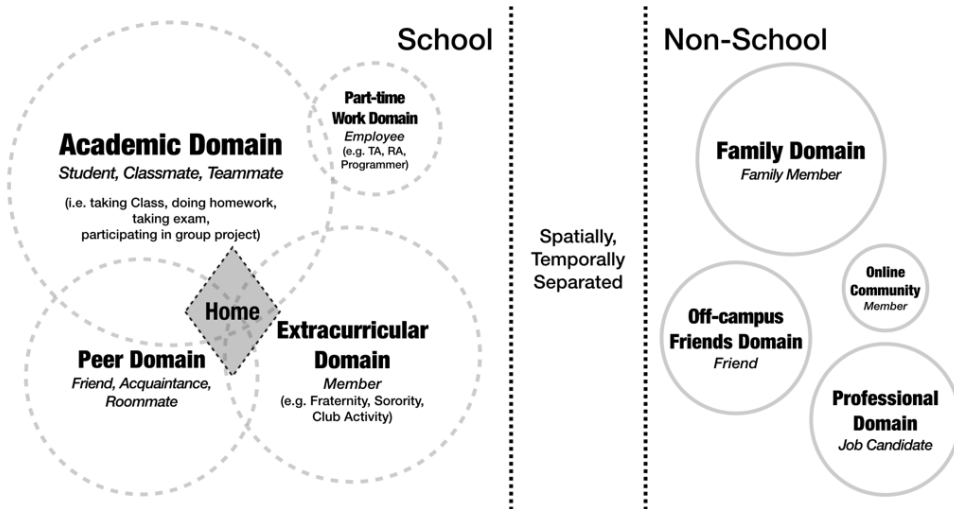 School
Part-time
Work Domain
Employee
(e.g. TA, RA,
Programmer)
Academic Domain
Student, Classmate, Teammate
(i.e. taking Class, doing homework,
taking exam,
participating in group project)
Home
Peer Domain
Friend, Acquaintance,
Roommate
Extracurricular
Domain
Member
(e.g. Fraternity, Sorority,
Club Activity)
Spatially,
Temporally
Separated
Non-School
Family Domain
Family Member
Online
Community
Member
Off-campus
Friends Domain
Friend
Professional
Domain
Job Candidate